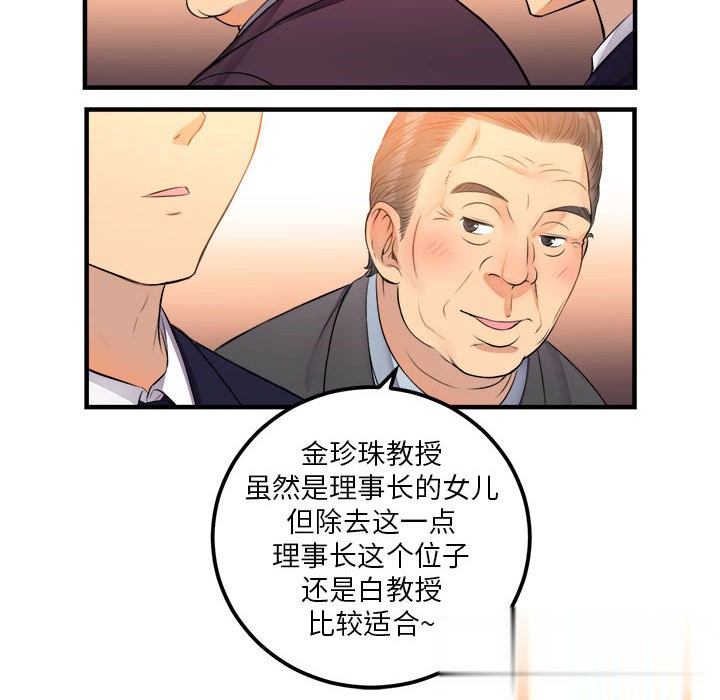 金珍珠教授
虽然是理事长的女儿
但除去这一点
理事长这个位子
还是白教授
比较适合~